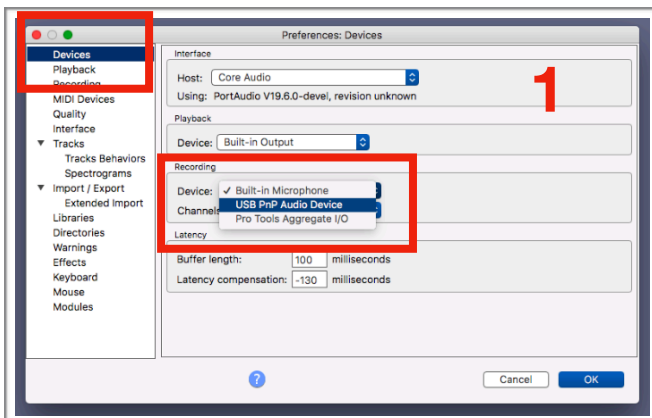 Preferences: Devices
Devices
Playback
Recording
MIDI Devices
Quality
Interface
Tracks
Tracks Behaviors
Spectrograms
Import / Export
Extended Import
Libraries
Directories
Warnings
Effects
Keyboard
Mouse
Modules
Interface
Host: Core Audio
Using: PortAudio V19.6.0-devel, revision unknown
1
Playback
Device: Built-in Output
Recording
Device: ✓ Built-in Microphone
USB PnP Audio Device
Pro Tools Aggregate I/O
Channels
Latency
Buffer length: 100 milliseconds
Latency compensation: -130 milliseconds
?
Cancel
OK